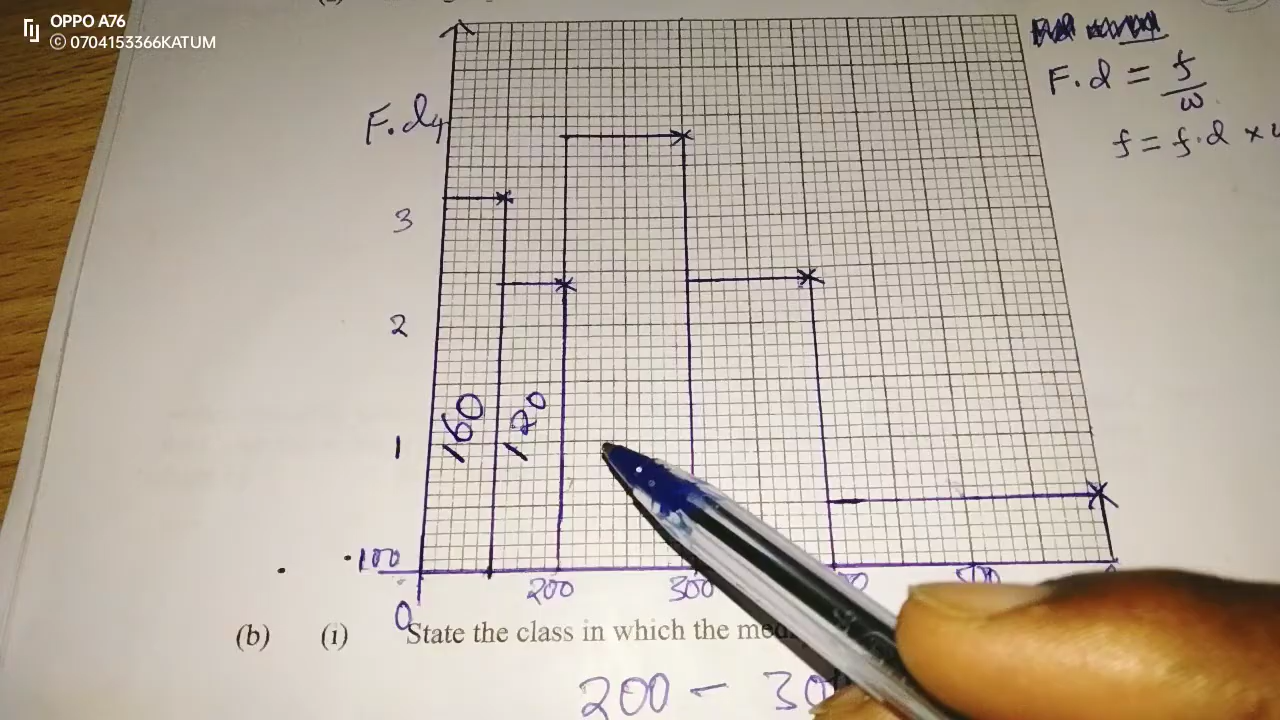 OPPO A76
© 0704153366KATUM
F.d = f/w
F.d
4
f = f.d ×
3
2
1
160
120
100
200
300
500
0
(b) (i) State the class in which the
200 – 30